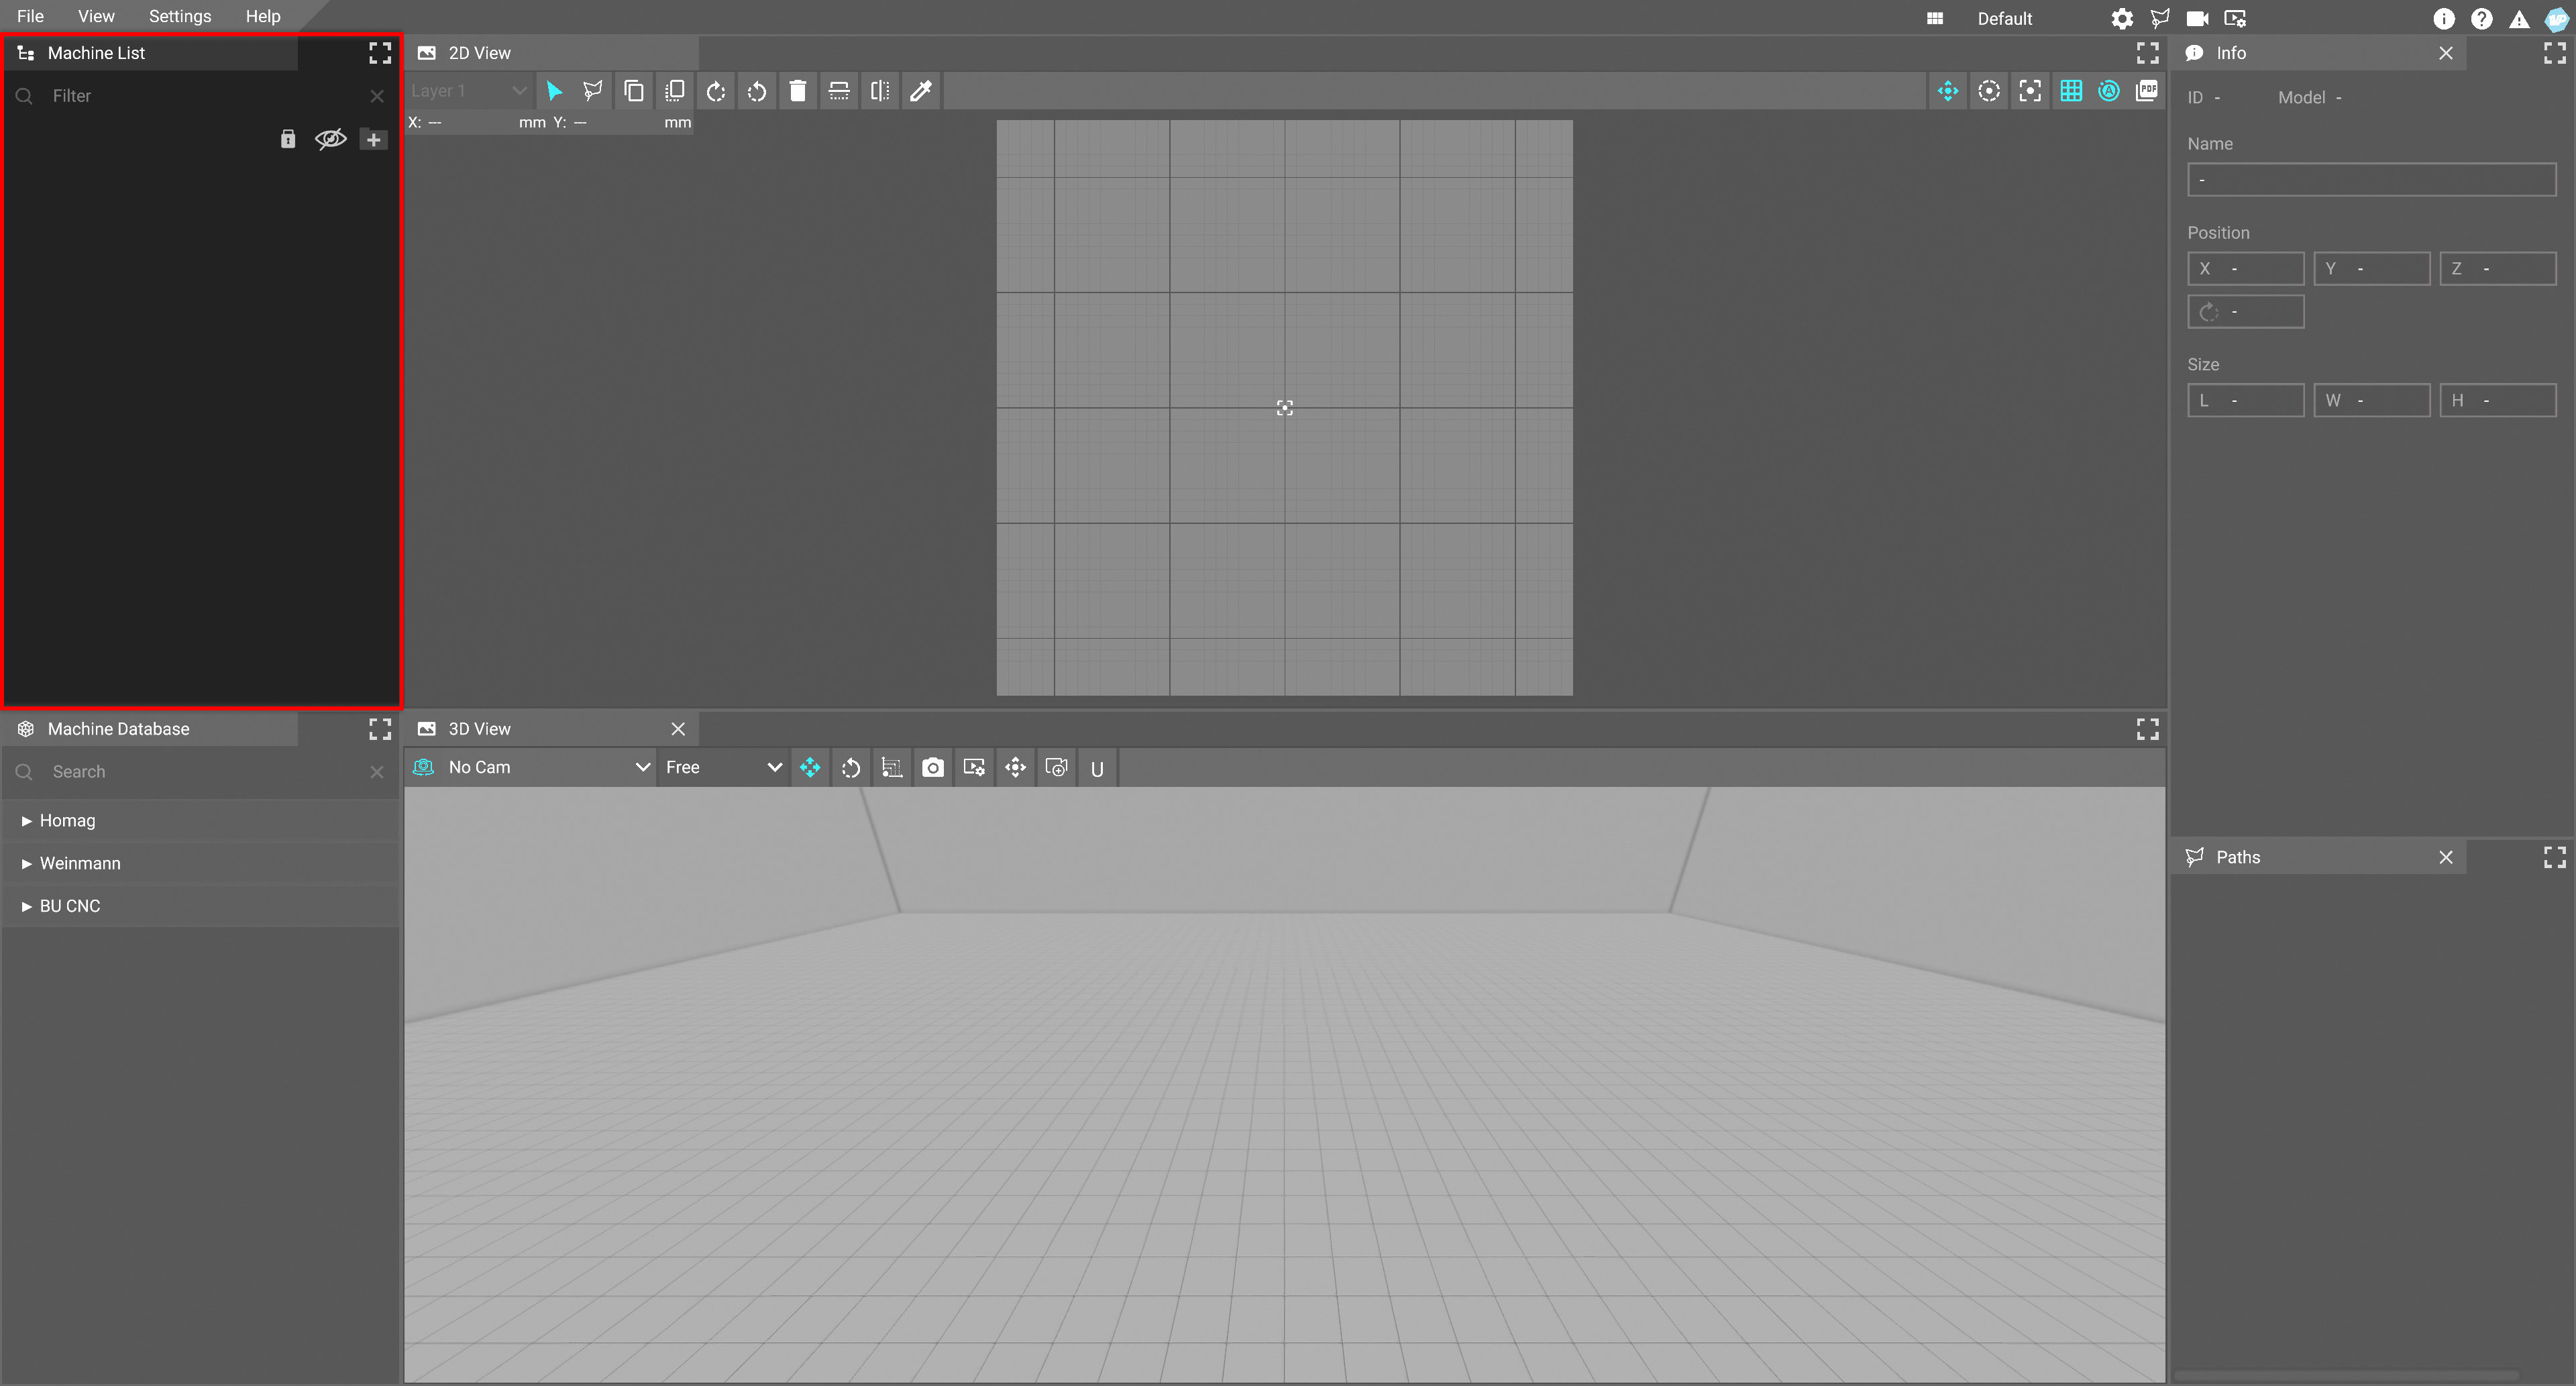 File View Settings Help
Default
Machine List
Filter
2D View
Layer 1
PDF
X: --- mm Y: --- mm
Info
ID - Model -
Name
-
Position
X - Y - Z -
-
Size
L - W - H -
Machine Database
Search
Homag
Weinmann
BU CNC
3D View
No Cam Free U
Paths